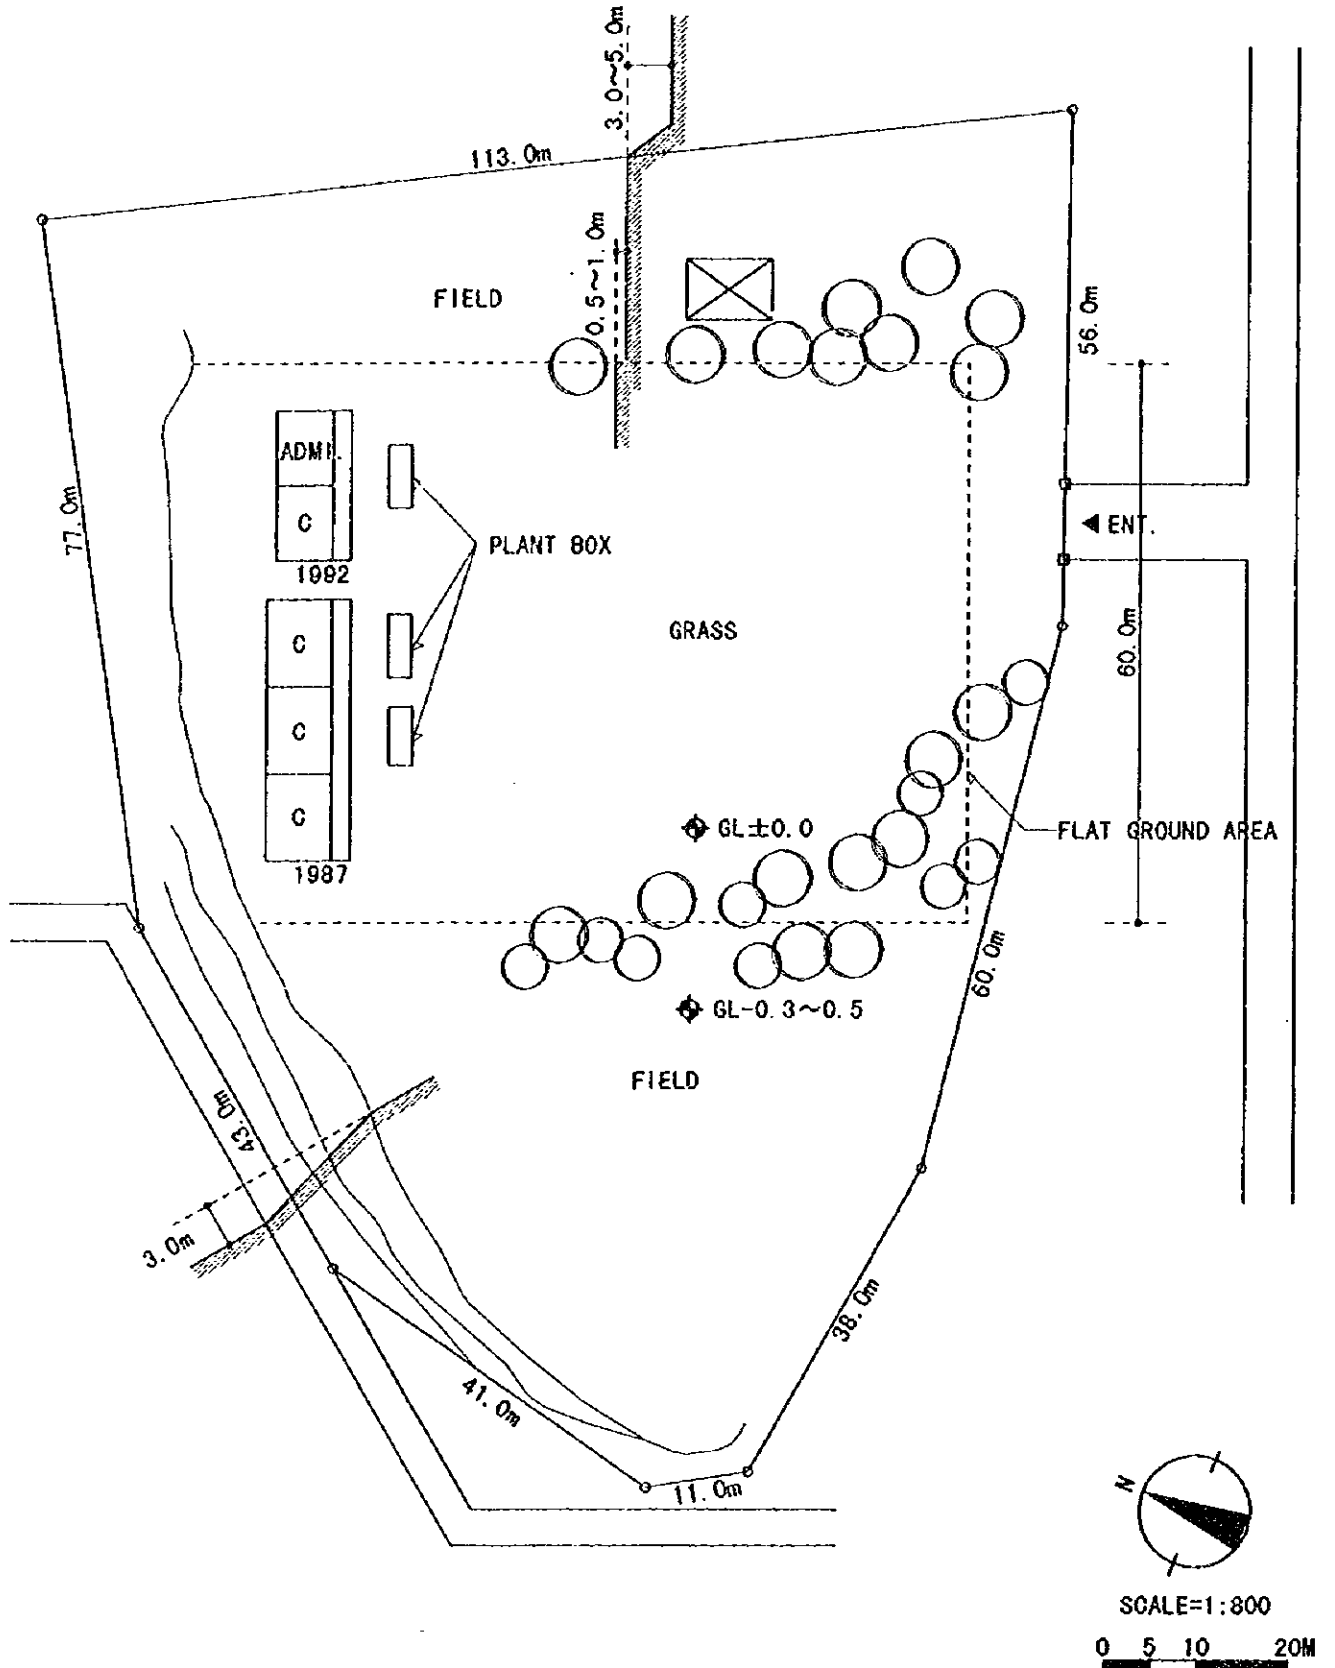 3.0~5.0m
113.0m
0.5~1.0m
FIELD
56.0m
ADMI.
C
1992
PLANT BOX
ENT.
77.0m
C
C
C
1987
GRASS
60.0m
GL±0.0
FLAT GROUND AREA
60.0m
GL-0.3~0.5
FIELD
43.0m
3.0m
38.0m
41.0m
11.0m
N
SCALE=1:800
0 5 10 20M